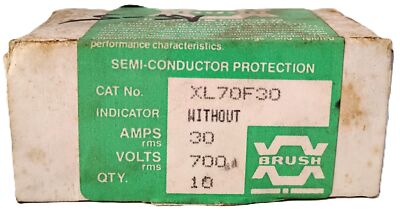 performance characteristics.
SEMI-CONDUCTOR PROTECTION
CAT No. XL70F30
INDICATOR WITHOUT
AMPS rms 30
VOLTS rms 700
QTY. 10
BRUSH